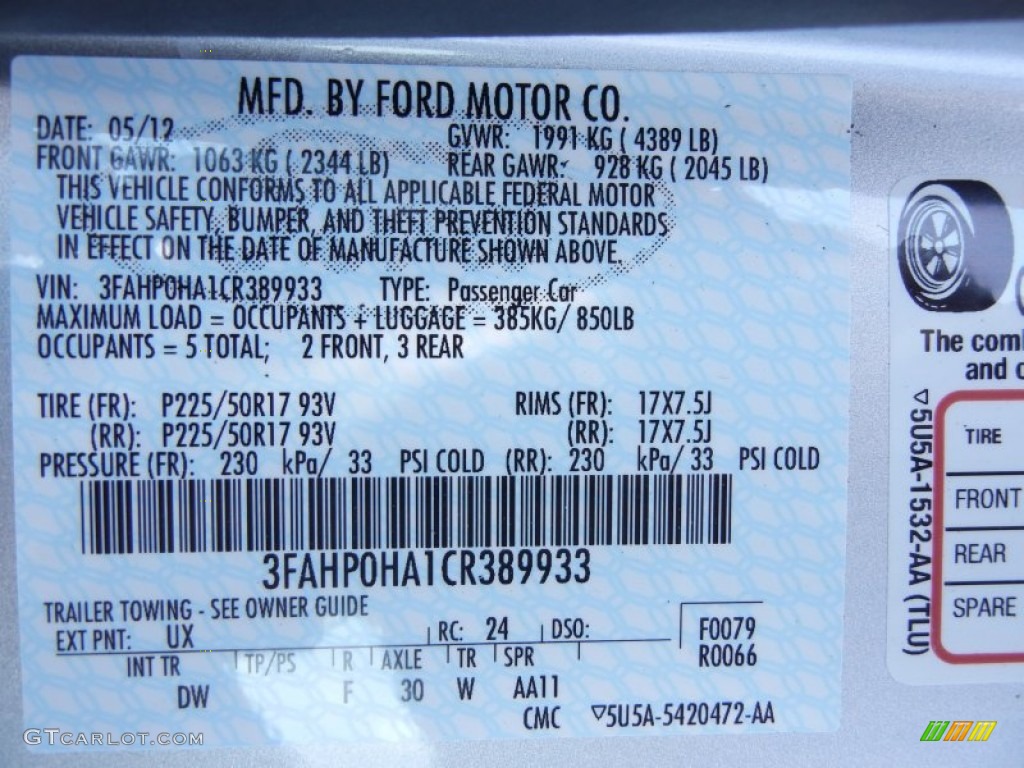 MFD. BY FORD MOTOR CO.
DATE: 05/12 GVWR: 1991 KG ( 4389 LB)
FRONT GAWR: 1063 KG ( 2344 LB) REAR GAWR: 928 KG ( 2045 LB)
THIS VEHICLE CONFORMS TO ALL APPLICABLE FEDERAL MOTOR
VEHICLE SAFETY, BUMPER, AND THEFT PREVENTION STANDARDS
IN EFFECT ON THE DATE OF MANUFACTURE SHOWN ABOVE.
VIN: 3FAHP0HA1CR389933 TYPE: Passenger Car
MAXIMUM LOAD = OCCUPANTS + LUGGAGE = 385KG/ 850LB
OCCUPANTS = 5 TOTAL; 2 FRONT, 3 REAR
TIRE (FR): P225/50R17 93V RIMS (FR): 17X7.5J
(RR): P225/50R17 93V (RR): 17X7.5J
PRESSURE (FR): 230 kPa/ 33 PSI COLD (RR): 230 kPa/ 33 PSI COLD
3FAHP0HA1CR389933
TRAILER TOWING - SEE OWNER GUIDE
EXT PNT: UX RC: 24 DSO: F0079
INT TR TP/PS R AXLE TR SPR R0066
DW F 30 W AA11
CMC ▽5U5A-5420472-AA
The com
and
▽5U5A-1532-AA (TLU)
TIRE
FRONT
REAR
SPARE
GTCARLOT.COM